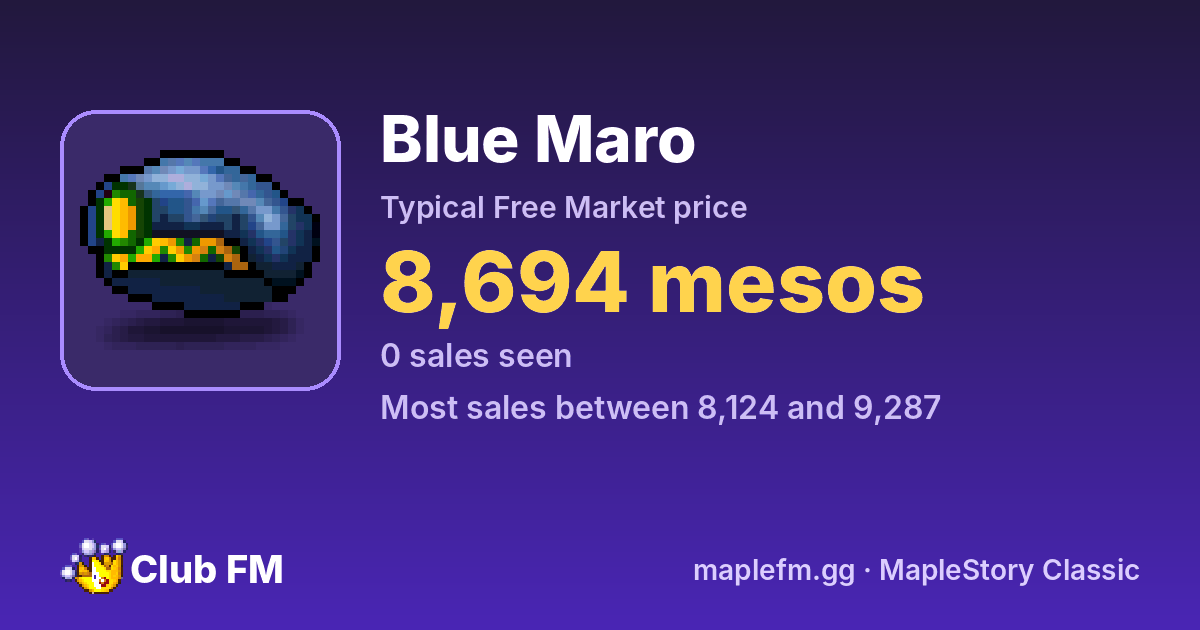 Blue Maro
Typical Free Market price
8,694 mesos
0 sales seen
Most sales between 8,124 and 9,287
Club FM
maplefm.gg · MapleStory Classic